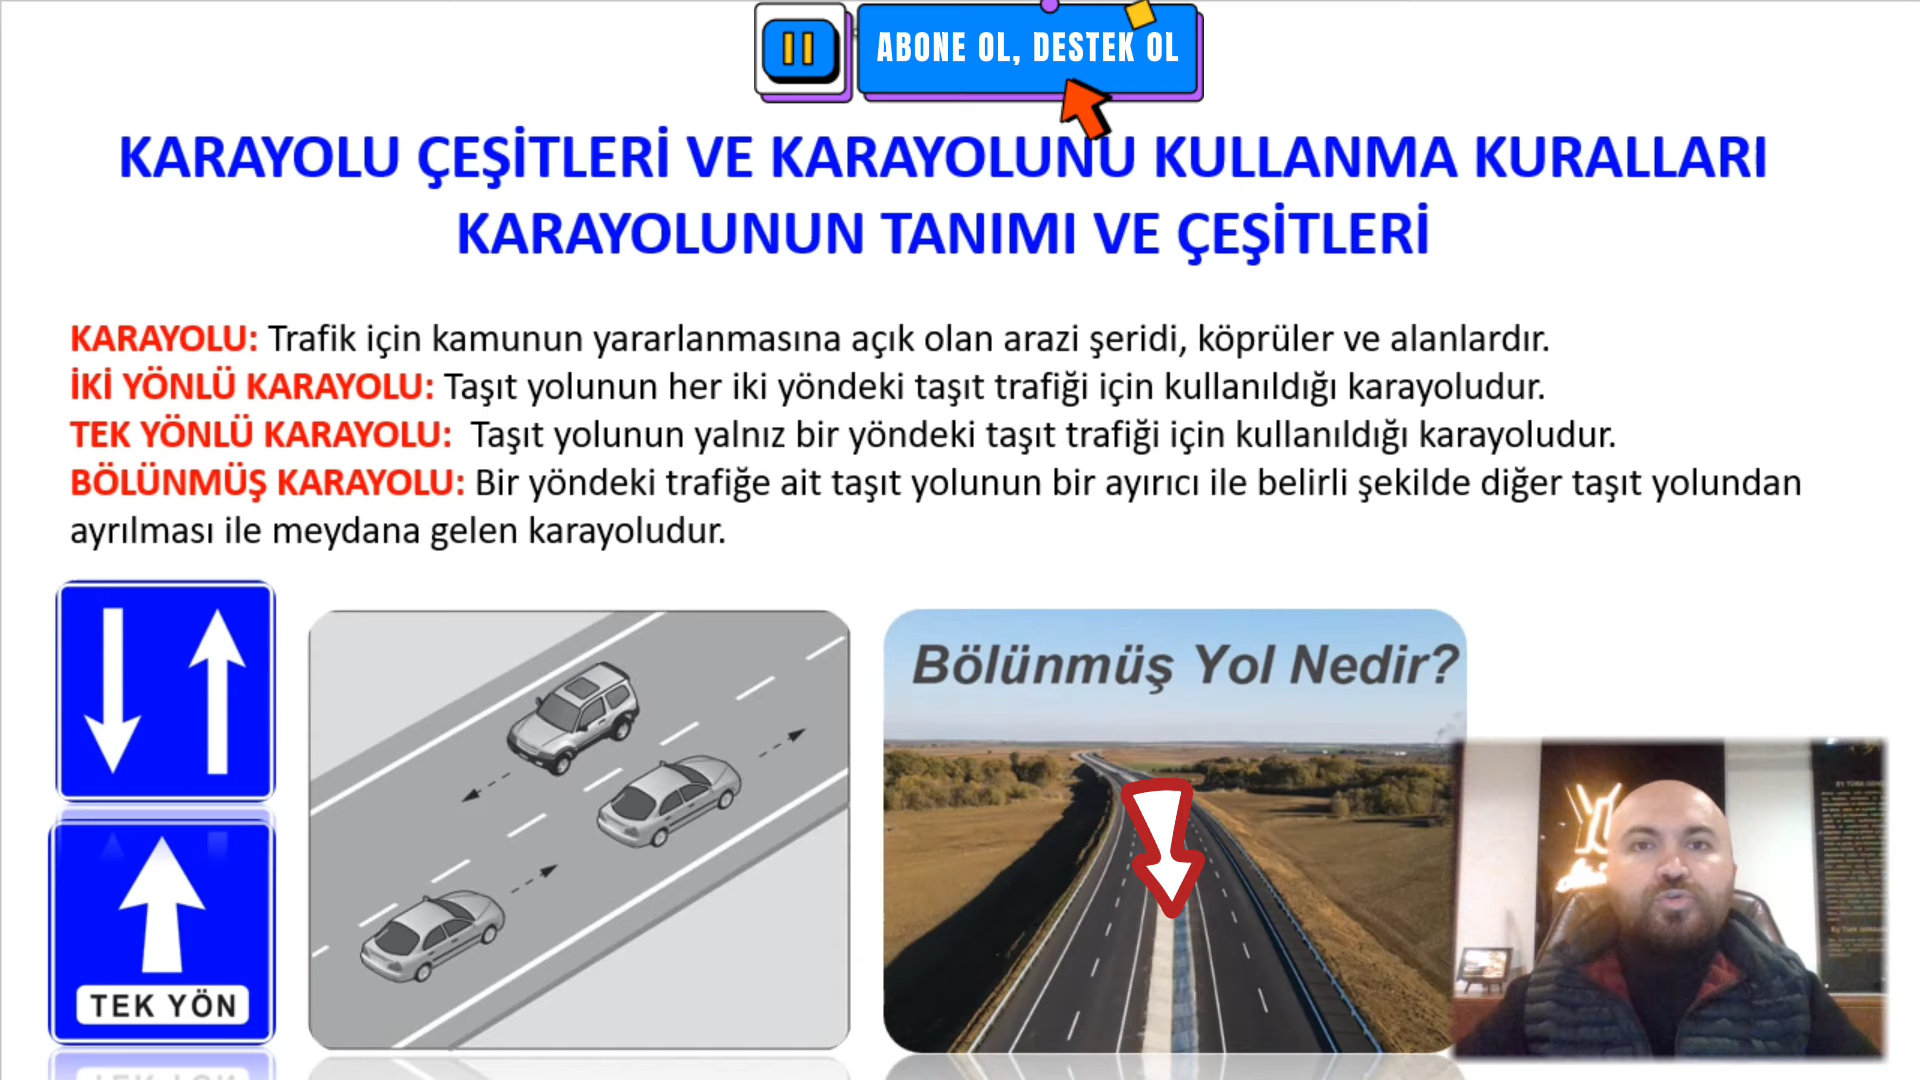 ABONE OL, DESTEK OL
KARAYOLU ÇEŞİTLERİ VE KARAYOLUNU KULLANMA KURALLARI
KARAYOLUNUN TANIMI VE ÇEŞİTLERİ
KARAYOLU: Trafik için kamunun yararlanmasına açık olan arazi şeridi, köprüler ve alanlardır.
İKİ YÖNLÜ KARAYOLU: Taşıt yolunun her iki yöndeki taşıt trafiği için kullanıldığı karayoludur.
TEK YÖNLÜ KARAYOLU: Taşıt yolunun yalnız bir yöndeki taşıt trafiği için kullanıldığı karayoludur.
BÖLÜNMÜŞ KARAYOLU: Bir yöndeki trafiğe ait taşıt yolunun bir ayırıcı ile belirli şekilde diğer taşıt yolundan
ayrılması ile meydana gelen karayoludur.
TEK YÖN
Bölünmüş Yol Nedir?